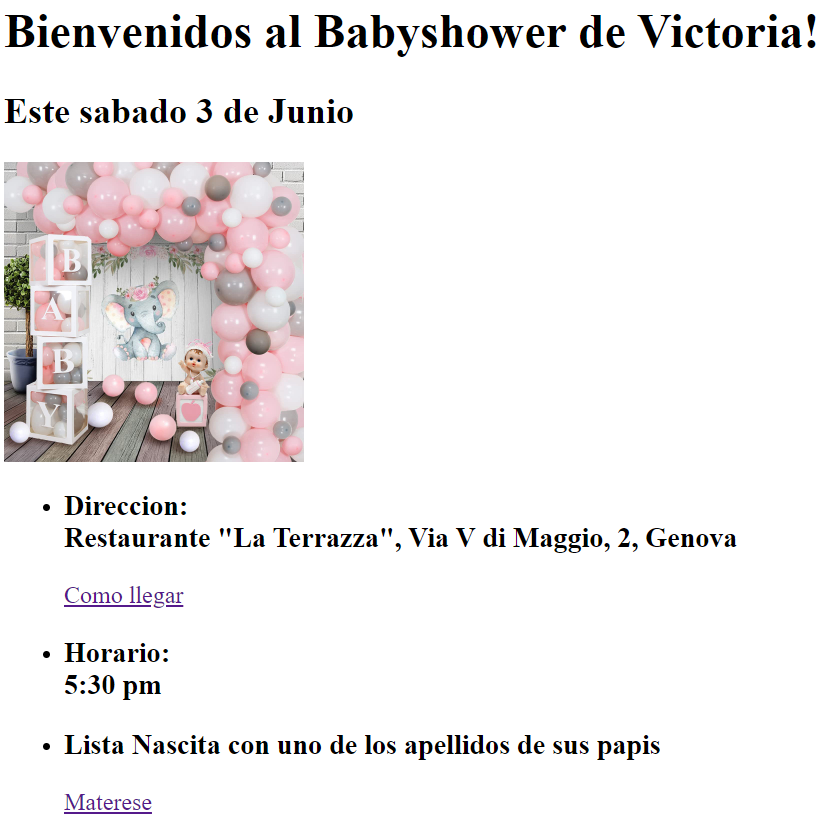 Bienvenidos al Babyshower de Victoria!
Este sabado 3 de Junio
B
A
B
Y
Direccion:
Restaurante "La Terrazza", Via V di Maggio, 2, Genova
Como llegar
Horario:
5:30 pm
Lista Nascita con uno de los apellidos de sus papis
Materese